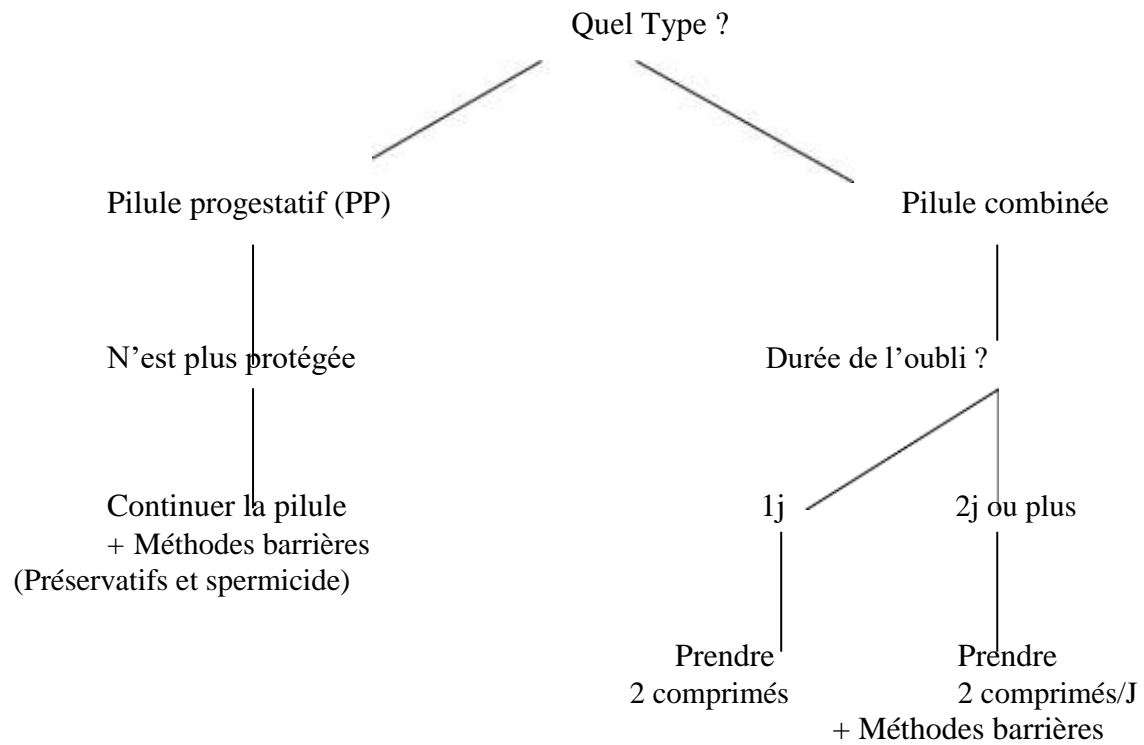 Quel Type ?
Pilule progestatif (PP)
Pilule combinée
N’est plus protégée
Durée de l’oubli ?
Continuer la pilule
+ Méthodes barrières
(Préservatifs et spermicide)
1j
2j ou plus
Prendre
2 comprimés
Prendre
2 comprimés/J
+ Méthodes barrières